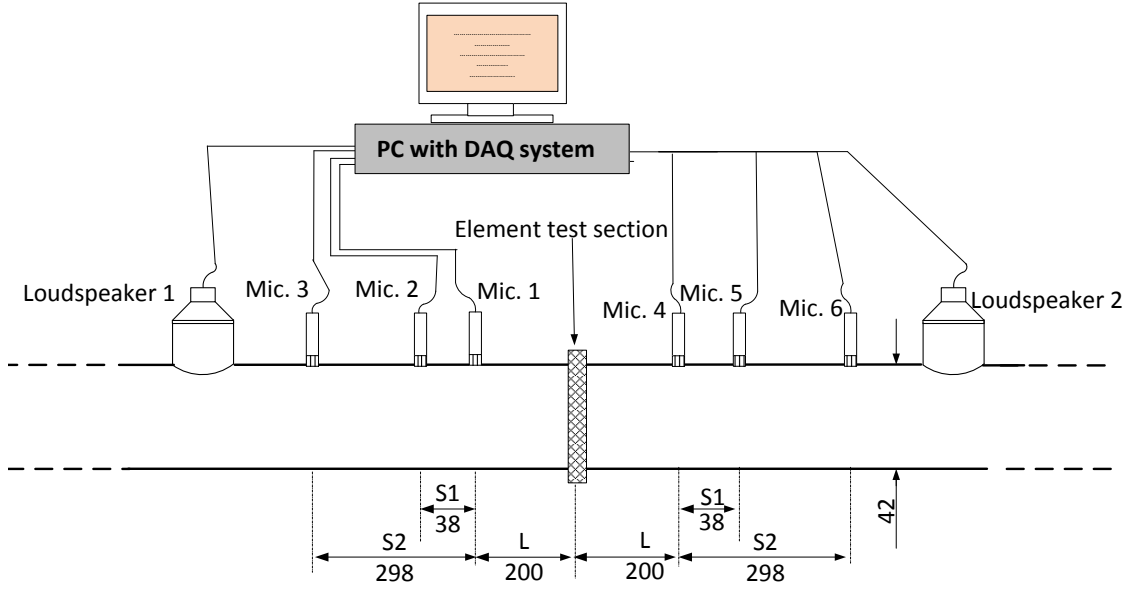 PC with DAQ system
Element test section
Loudspeaker 1
Mic. 3
Mic. 2
Mic. 1
Mic. 4
Mic. 5
Mic. 6
Loudspeaker 2
S1
38
S1
38
42
S2
298
L
200
L
200
S2
298